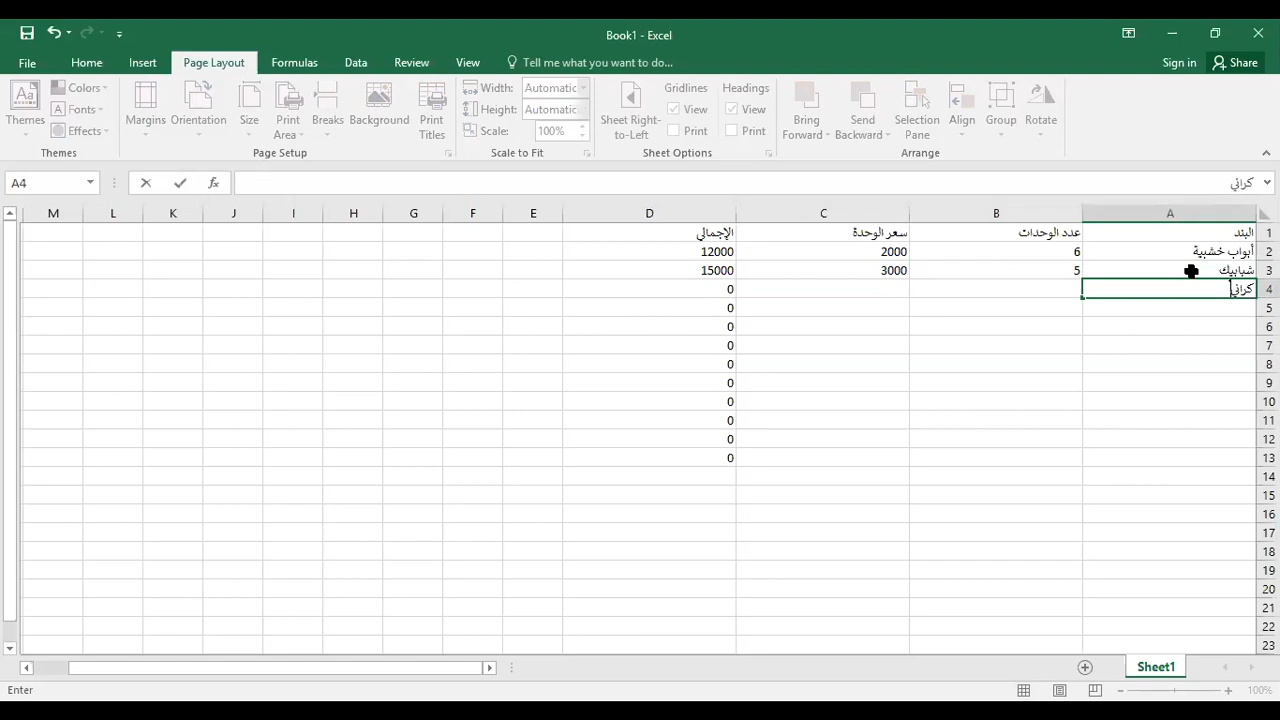 Book1 - Excel
File Home Insert Page Layout Formulas Data Review View Tell me what you want to do... Sign in Share
Themes Colors Fonts Effects
Margins Orientation Size Print Area Breaks Background Print Titles
Width: Automatic
Height: Automatic
Scale: 100%
Sheet Right-to-Left
Gridlines View Print
Headings View Print
Bring Forward Send Backward Selection Pane Align Group Rotate
Themes Page Setup Scale to Fit Sheet Options Arrange
A4 fx كراني
M L K J I H G F E D C B A
1 البند عدد الوحدات سعر الوحدة الإجمالي
2 أبواب خشبية 6 2000 12000
3 شبابيك 5 3000 15000
4 كراني 0
5 0
6 0
7 0
8 0
9 0
10 0
11 0
12 0
13 0
14
15
16
17
18
19
20
21
22
23
Sheet1
Enter 100%